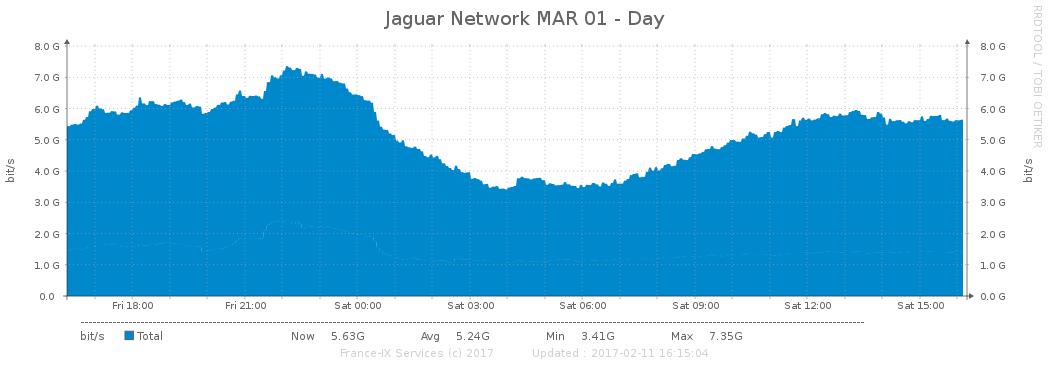 Jaguar Network MAR 01 - Day
RRDTOOL / TOBI OETIKER
bit/s
bit/s
8.0 G 8.0 G
7.0 G 7.0 G
6.0 G 6.0 G
5.0 G 5.0 G
4.0 G 4.0 G
3.0 G 3.0 G
2.0 G 2.0 G
1.0 G 1.0 G
0.0 0.0 G
Fri 18:00 Fri 21:00 Sat 00:00 Sat 03:00 Sat 06:00 Sat 09:00 Sat 12:00 Sat 15:00
bit/s Total Now 5.63G Avg 5.24G Min 3.41G Max 7.35G
France-IX Services (c) 2017 Updated : 2017-02-11 16:15:04